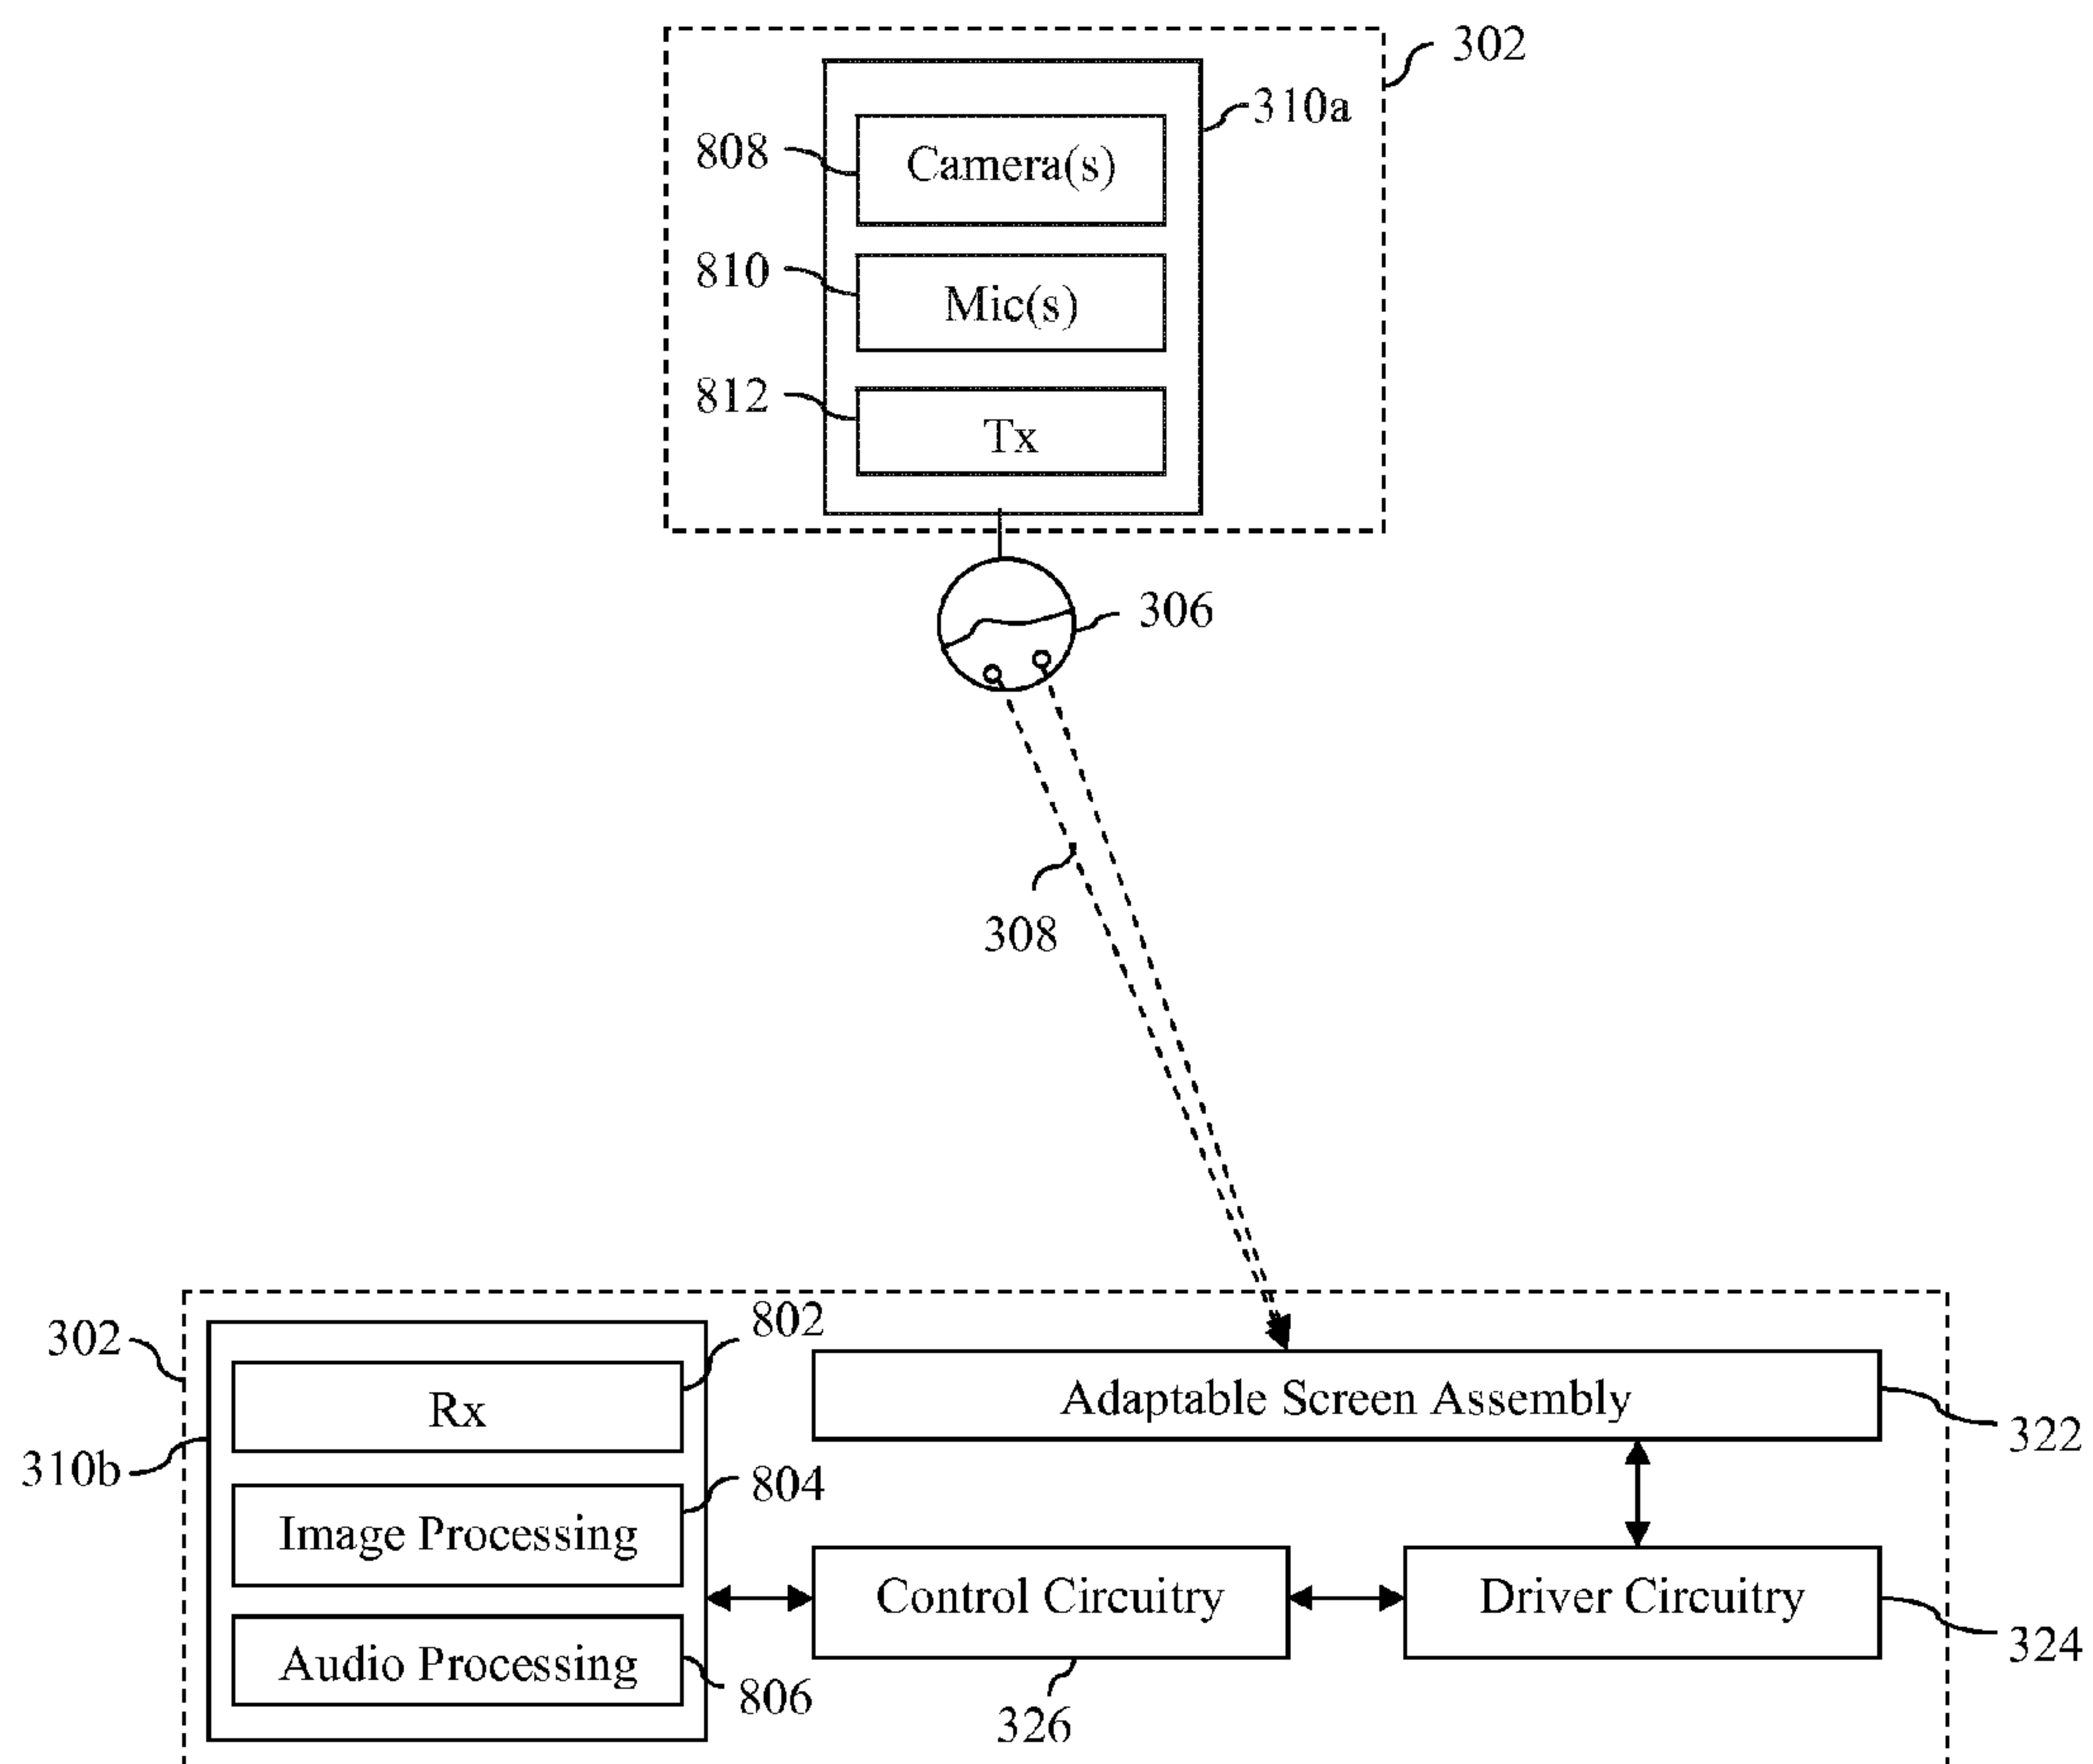 302
310a
808
Camera(s)
810
Mic(s)
812
Tx
306
308
302
802
Rx
Adaptable Screen Assembly
322
310b
804
Image Processing
Control Circuitry
Driver Circuitry
324
Audio Processing
806
326